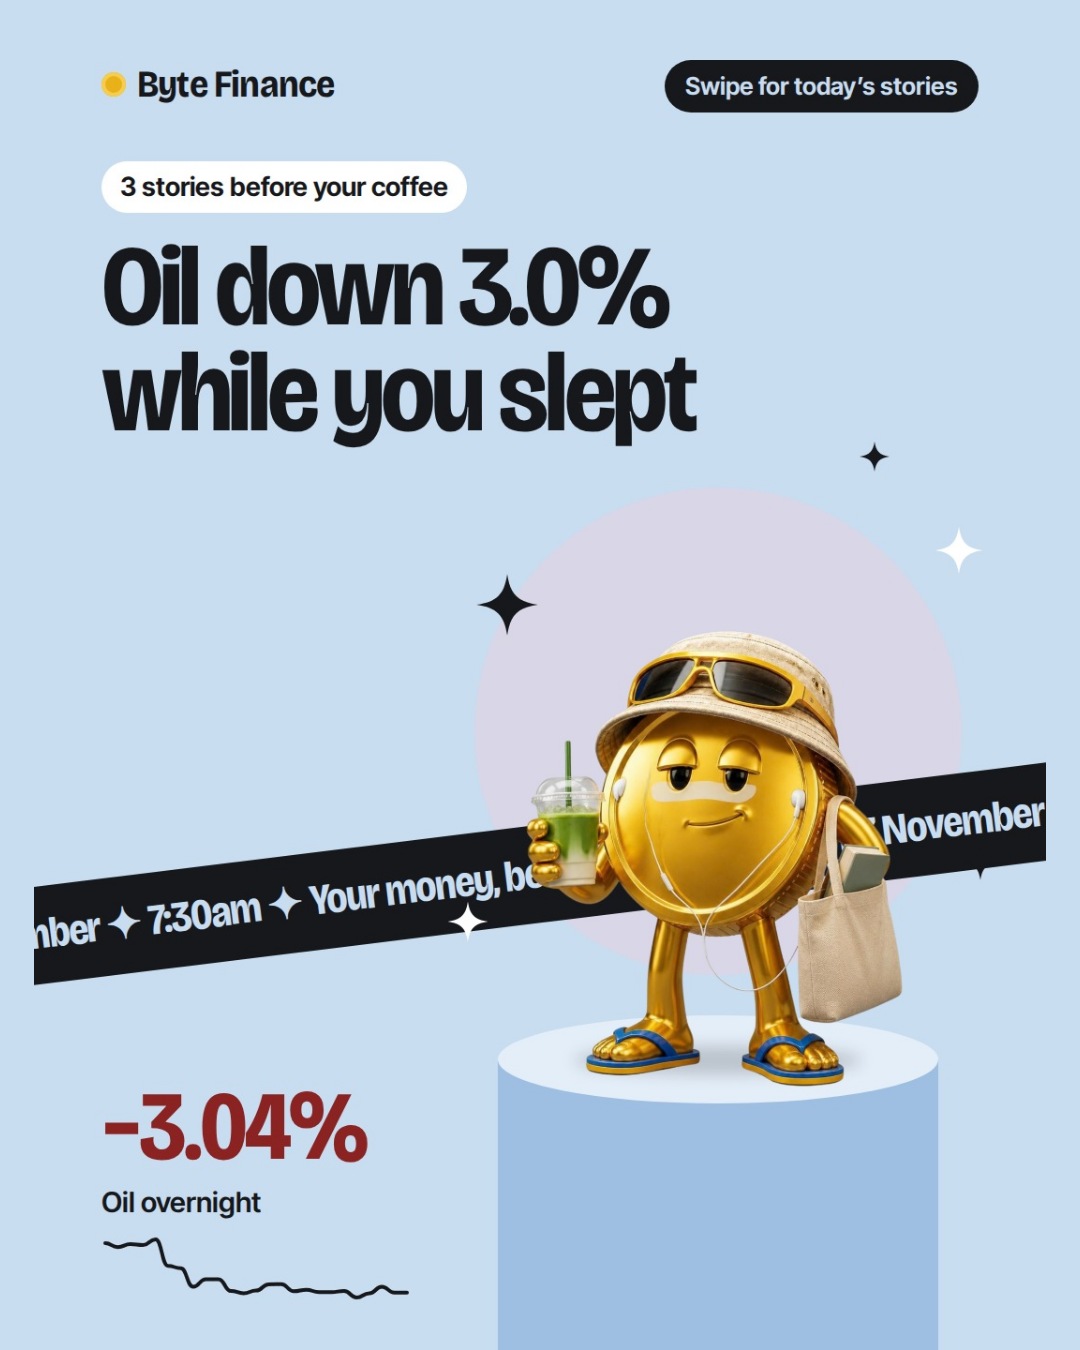 Byte Finance
Swipe for today’s stories
3 stories before your coffee
Oil down 3.0%
while you slept
7:30am ✦ Your money,
November
-3.04%
Oil overnight